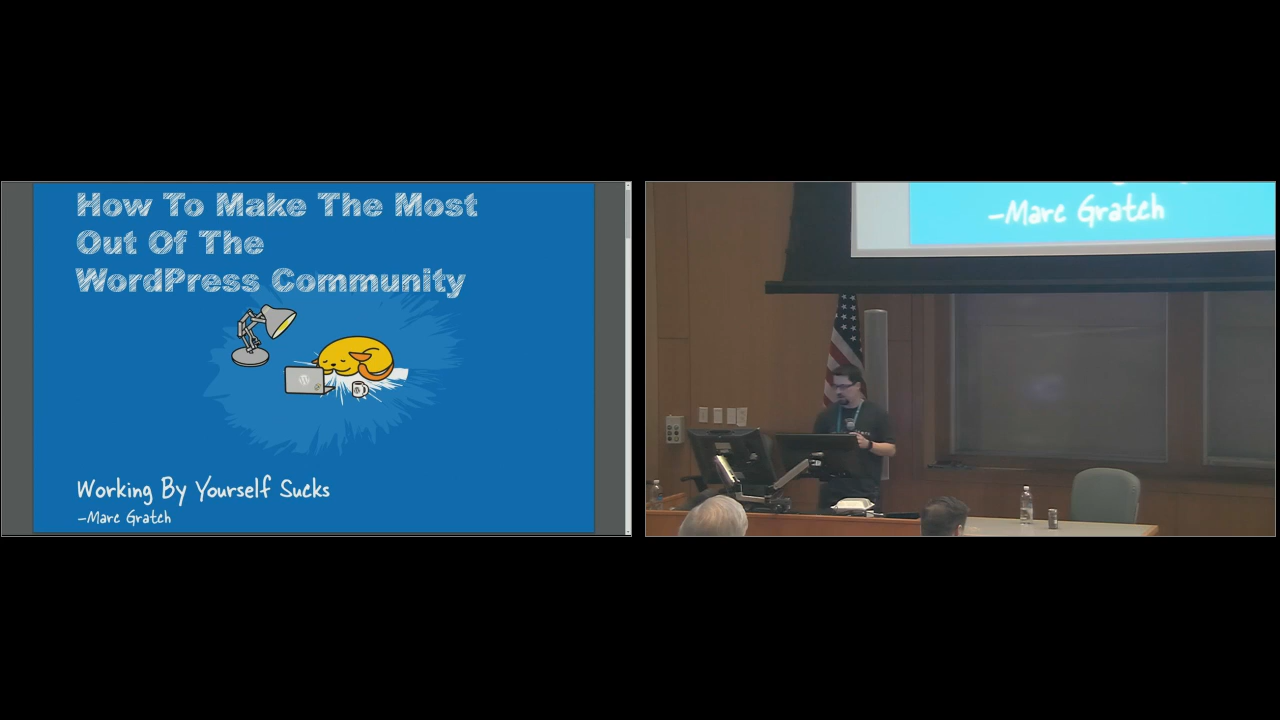 How To Make The Most
Out Of The
WordPress Community
Working By Yourself Sucks
–Marc Gratch
–Marc Gratch